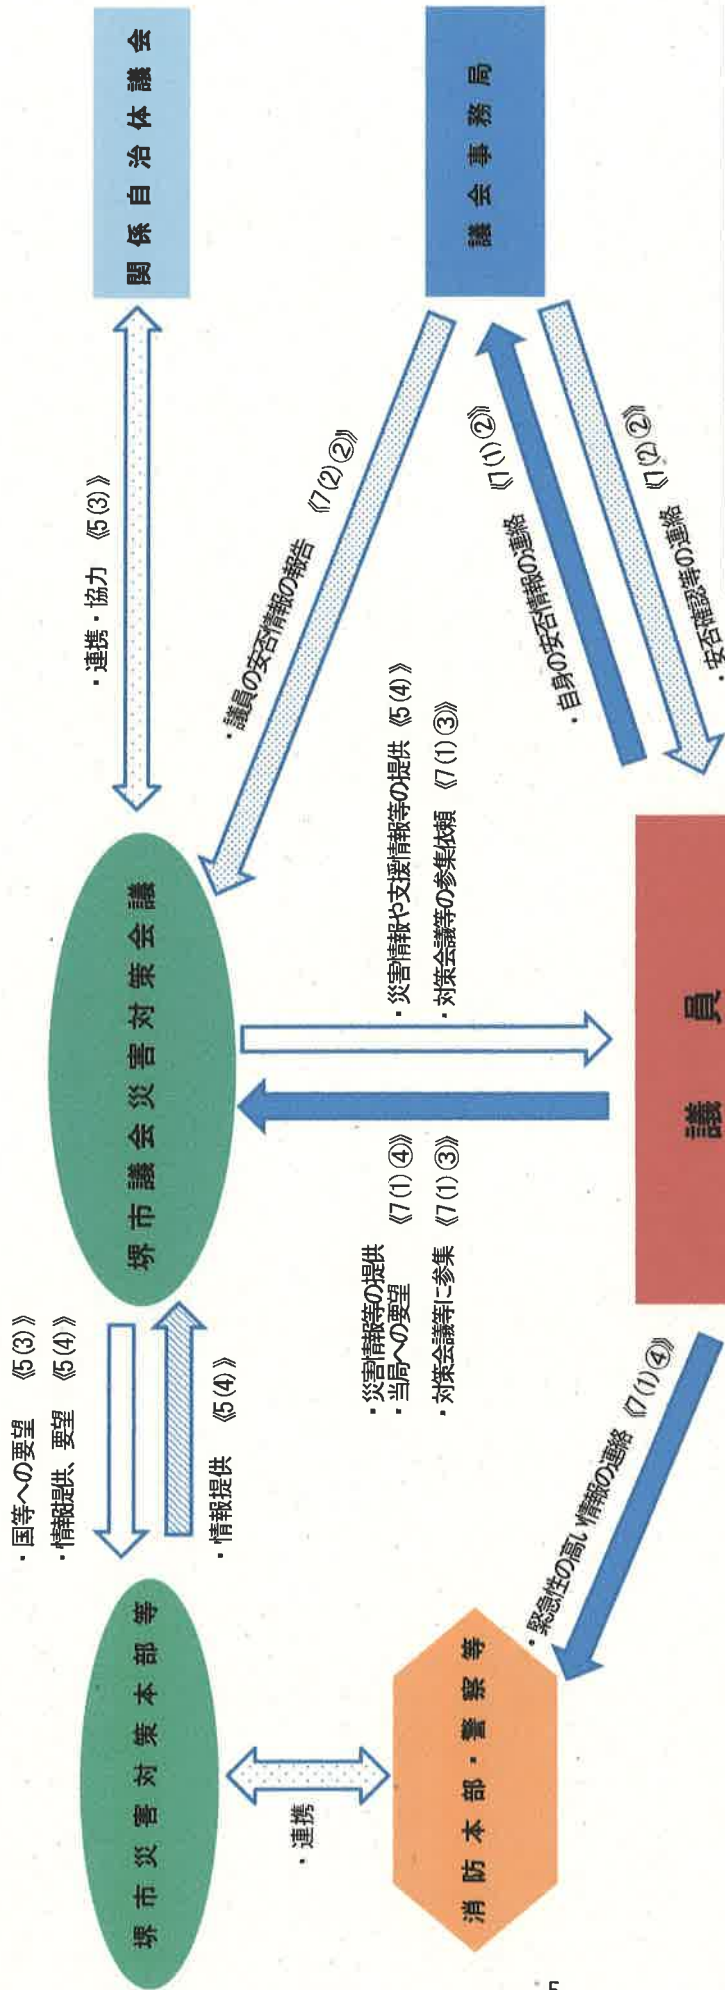 堺市災害対策本部等
・国等への要望 《5(3)》
・情報提供、要望 《5(4)》
・情報提供 《5(4)》
堺市議会災害対策会議
・連携・協力 《5(3)》
関係自治体議会
・連携
・災害情報等の提供
・当局への要望 《7(1)④》
・対策会議等に参集 《7(1)③》
・災害情報や支援情報等の提供 《5(4)》
・対策会議等の参集依頼 《7(1)③》
・議員の安否情報の報告 《7(2)②》
消防本部・警察等
・緊急性の高い情報の連絡 《7(1)④》
議員
・自身の安否情報の連絡 《7(1)②》
・安否確認等の連絡 《7(2)②》
議会事務局
5